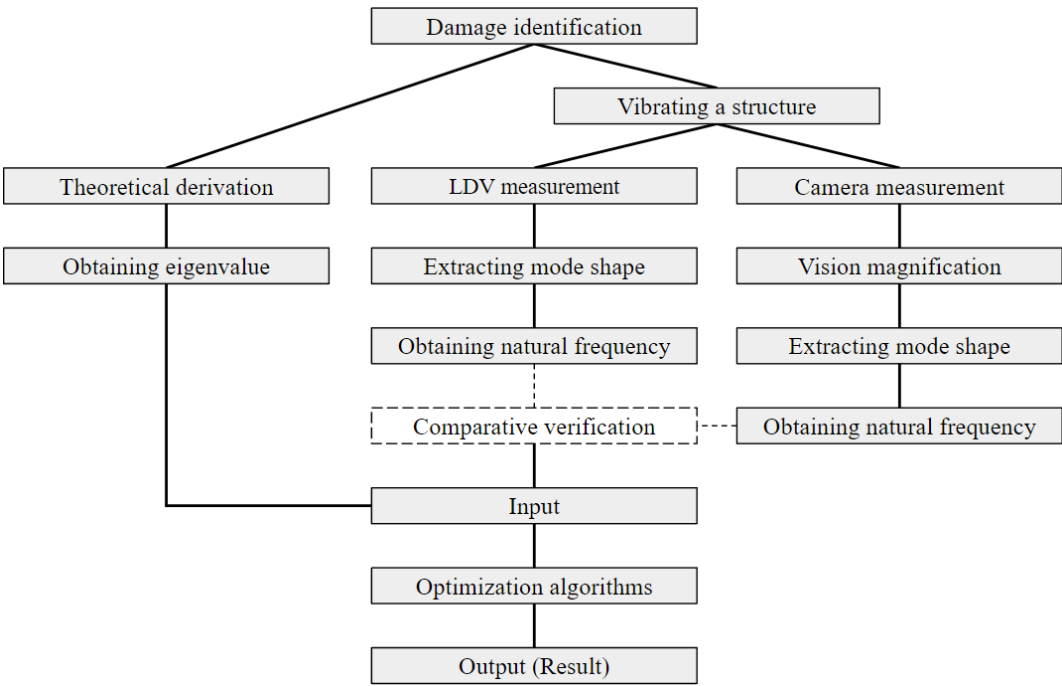 Damage identification
Vibrating a structure
Theoretical derivation
LDV measurement
Camera measurement
Obtaining eigenvalue
Extracting mode shape
Vision magnification
Obtaining natural frequency
Extracting mode shape
Comparative verification
Obtaining natural frequency
Input
Optimization algorithms
Output (Result)